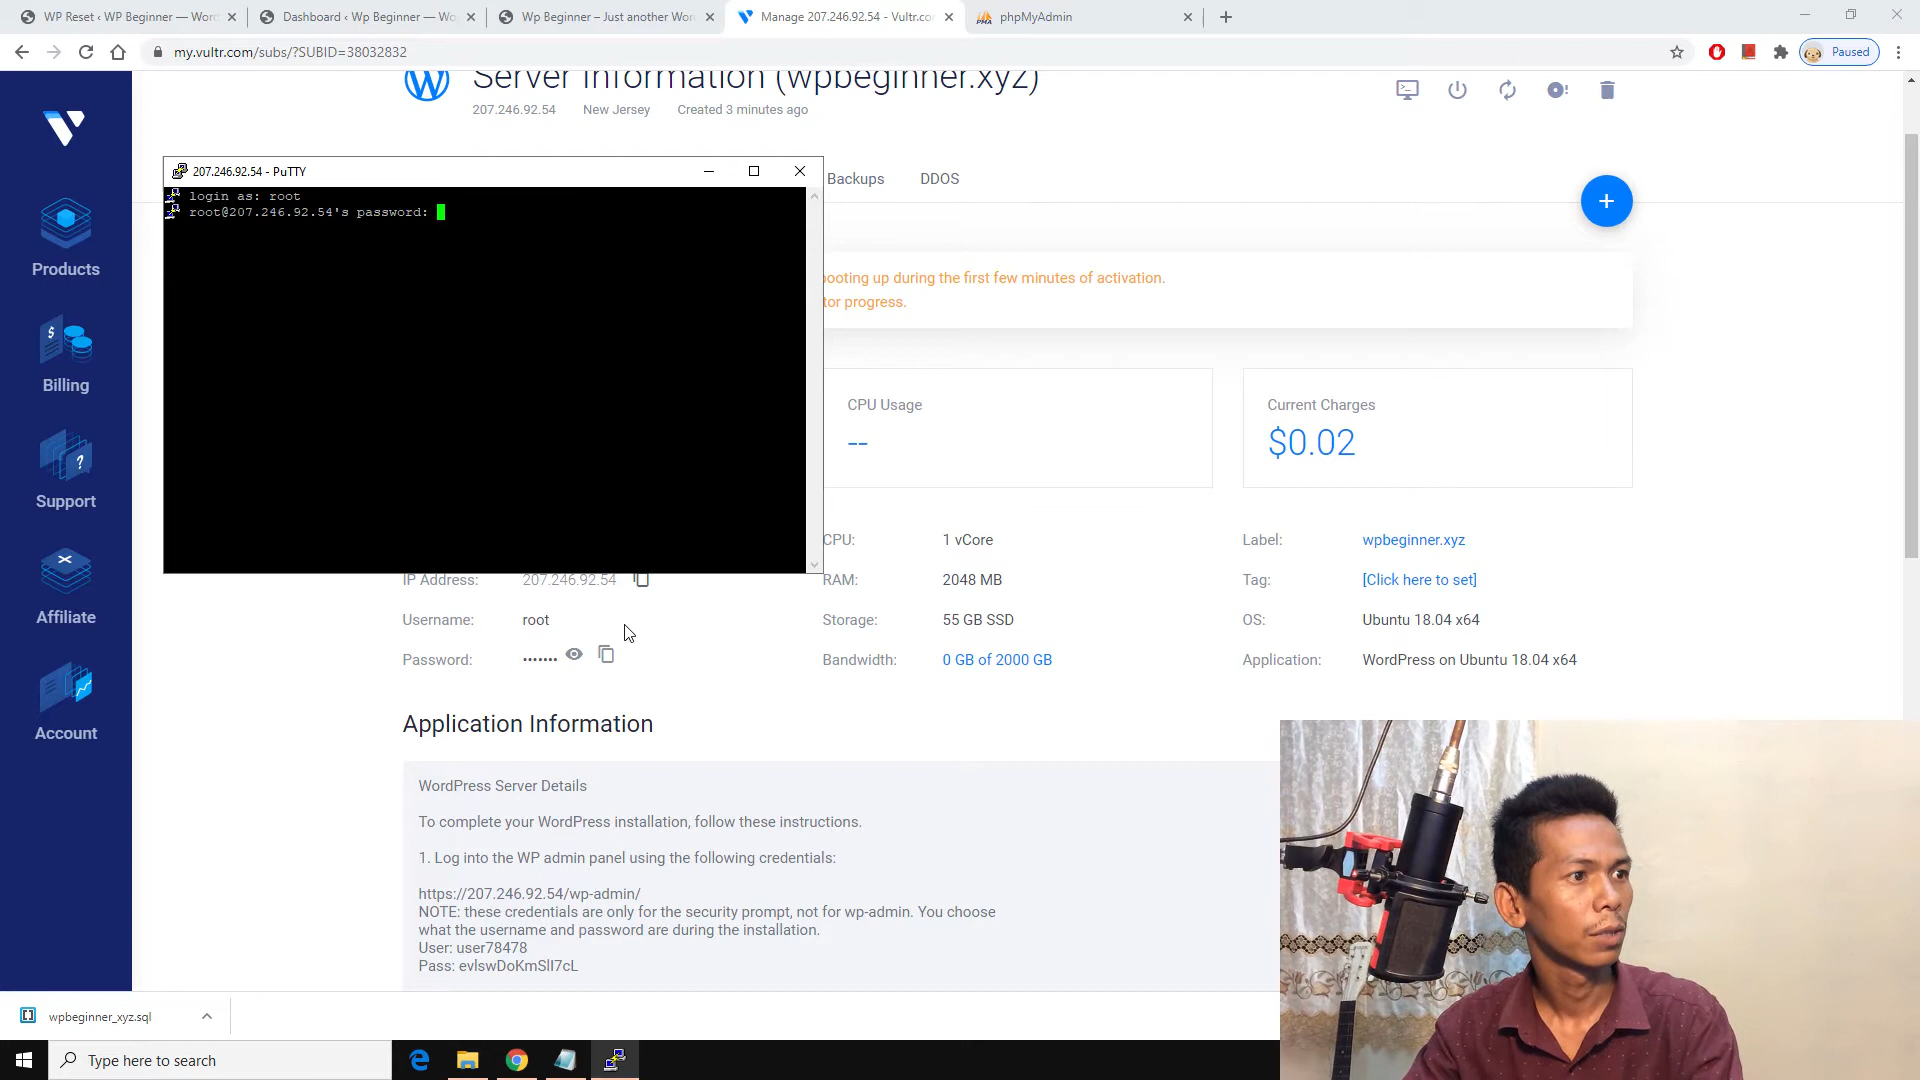 WP Reset ‹ WP Beginner — Wor
Dashboard ‹ Wp Beginner — Wo
Wp Beginner – Just another Wor
Manage 207.246.92.54 - Vultr.co
phpMyAdmin
my.vultr.com/subs/?SUBID=38032832
Paused
Server Information (wpbeginner.xyz)
207.246.92.54
New Jersey
Created 3 minutes ago
207.246.92.54 - PuTTY
login as: root
root@207.246.92.54's password:
Backups
DDOS
Products
Billing
Support
Affiliate
Account
ooting up during the first few minutes of activation.
tor progress.
CPU Usage
--
Current Charges
$0.02
IP Address:
207.246.92.54
Username:
root
Password:
•••••••
CPU:
1 vCore
RAM:
2048 MB
Storage:
55 GB SSD
Bandwidth:
0 GB of 2000 GB
Label:
wpbeginner.xyz
Tag:
[Click here to set]
OS:
Ubuntu 18.04 x64
Application:
WordPress on Ubuntu 18.04 x64
Application Information
WordPress Server Details
To complete your WordPress installation, follow these instructions.
1. Log into the WP admin panel using the following credentials:
https://207.246.92.54/wp-admin/
NOTE: these credentials are only for the security prompt, not for wp-admin. You choose
what the username and password are during the installation.
User: user78478
Pass: evlswDoKmSlI7cL
wpbeginner_xyz.sql
Type here to search